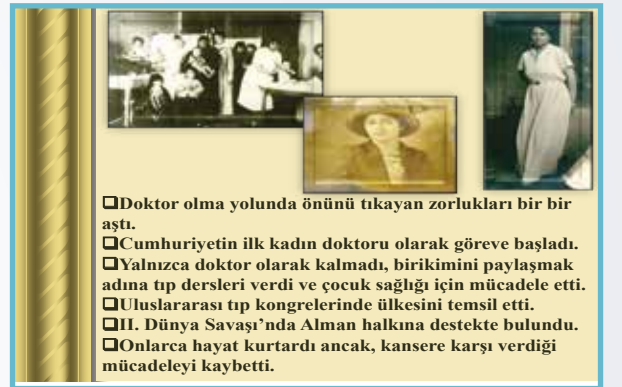 ❑Doktor olma yolunda önünü tıkayan zorlukları bir bir
aştı.
❑Cumhuriyetin ilk kadın doktoru olarak göreve başladı.
❑Yalnızca doktor olarak kalmadı, birikimini paylaşmak
adına tıp dersleri verdi ve çocuk sağlığı için mücadele etti.
❑Uluslararası tıp kongrelerinde ülkesini temsil etti.
❑II. Dünya Savaşı’nda Alman halkına destekte bulundu.
❑Onlarca hayat kurtardı ancak, kansere karşı verdiği
mücadeleyi kaybetti.